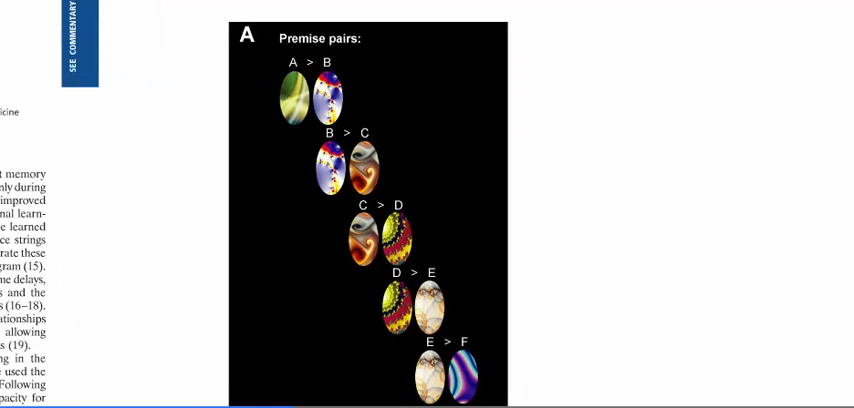 SEE COMMENTARY
icine
t memory
nly during
improved
nal learn-
e learned
ce strings
rate these
gram (15).
me delays,
s and the
s (16–18).
ationships
allowing
s (19).
ng in the
e used the
Following
pacity for
A
Premise pairs:
A > B
B > C
C > D
D > E
E > F